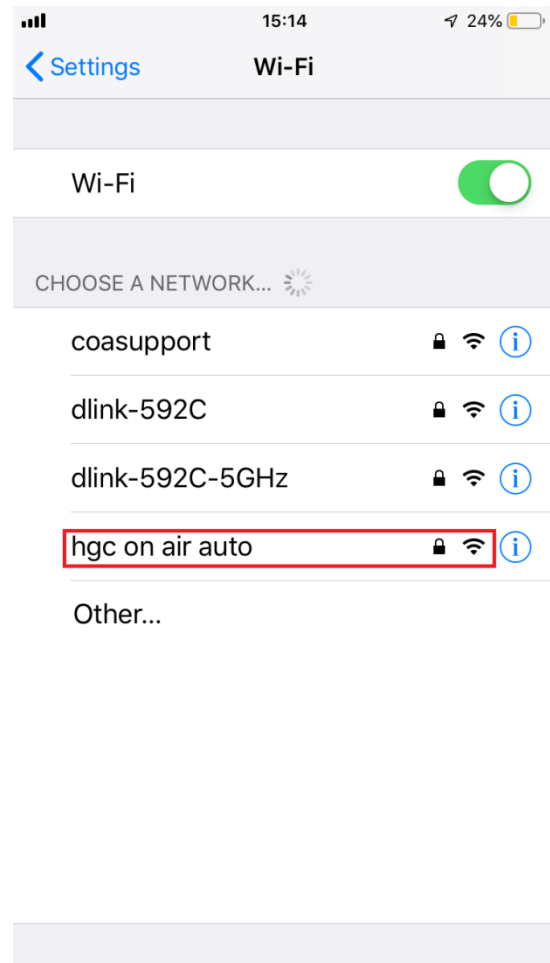 15:14 24%
Settings Wi-Fi
Wi-Fi
CHOOSE A NETWORK...
coasupport
dlink-592C
dlink-592C-5GHz
hgc on air auto
Other...